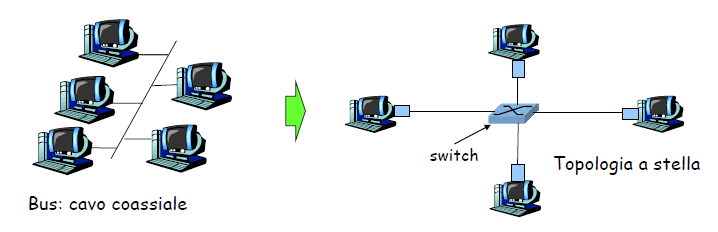 switch
Topologia a stella
Bus: cavo coassiale